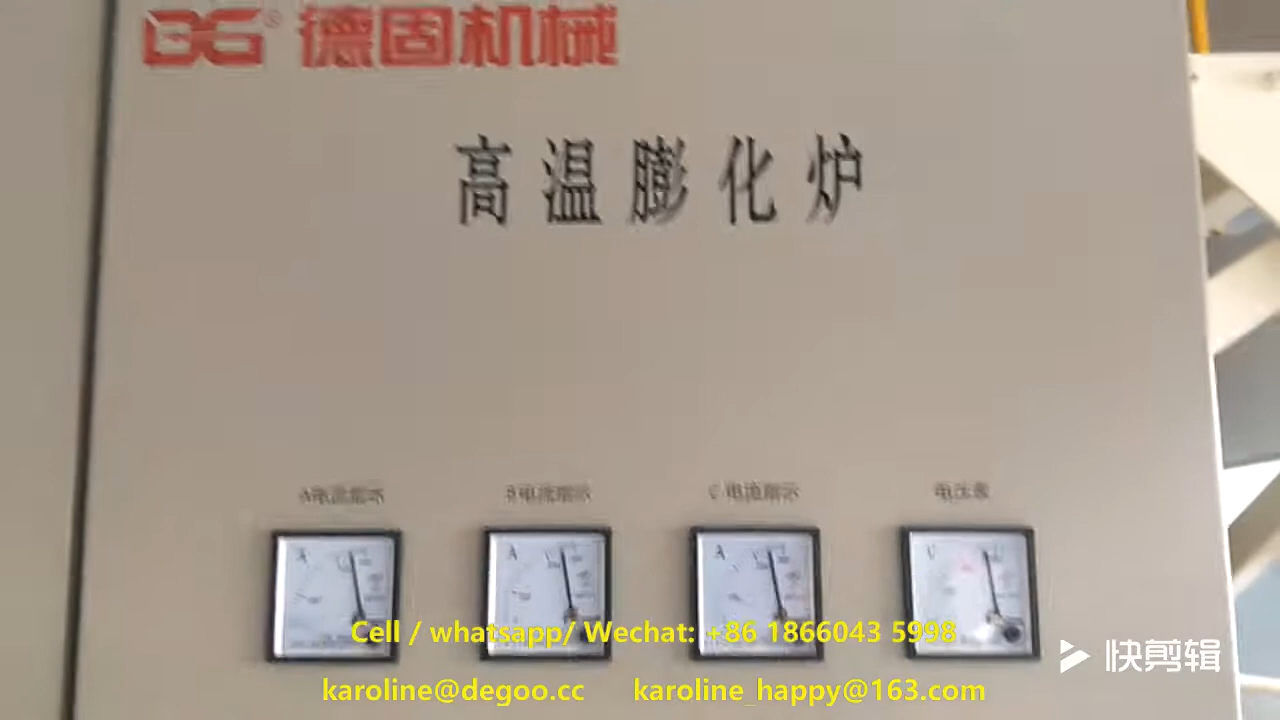 DG® 德固机械
高温膨化炉
A电流指示 B电流指示 C电流指示 电压表
A A A U
Cell / whatsapp/ Wechat: +86 1866043 5998
快剪辑
karoline@degoo.cc karoline_happy@163.com